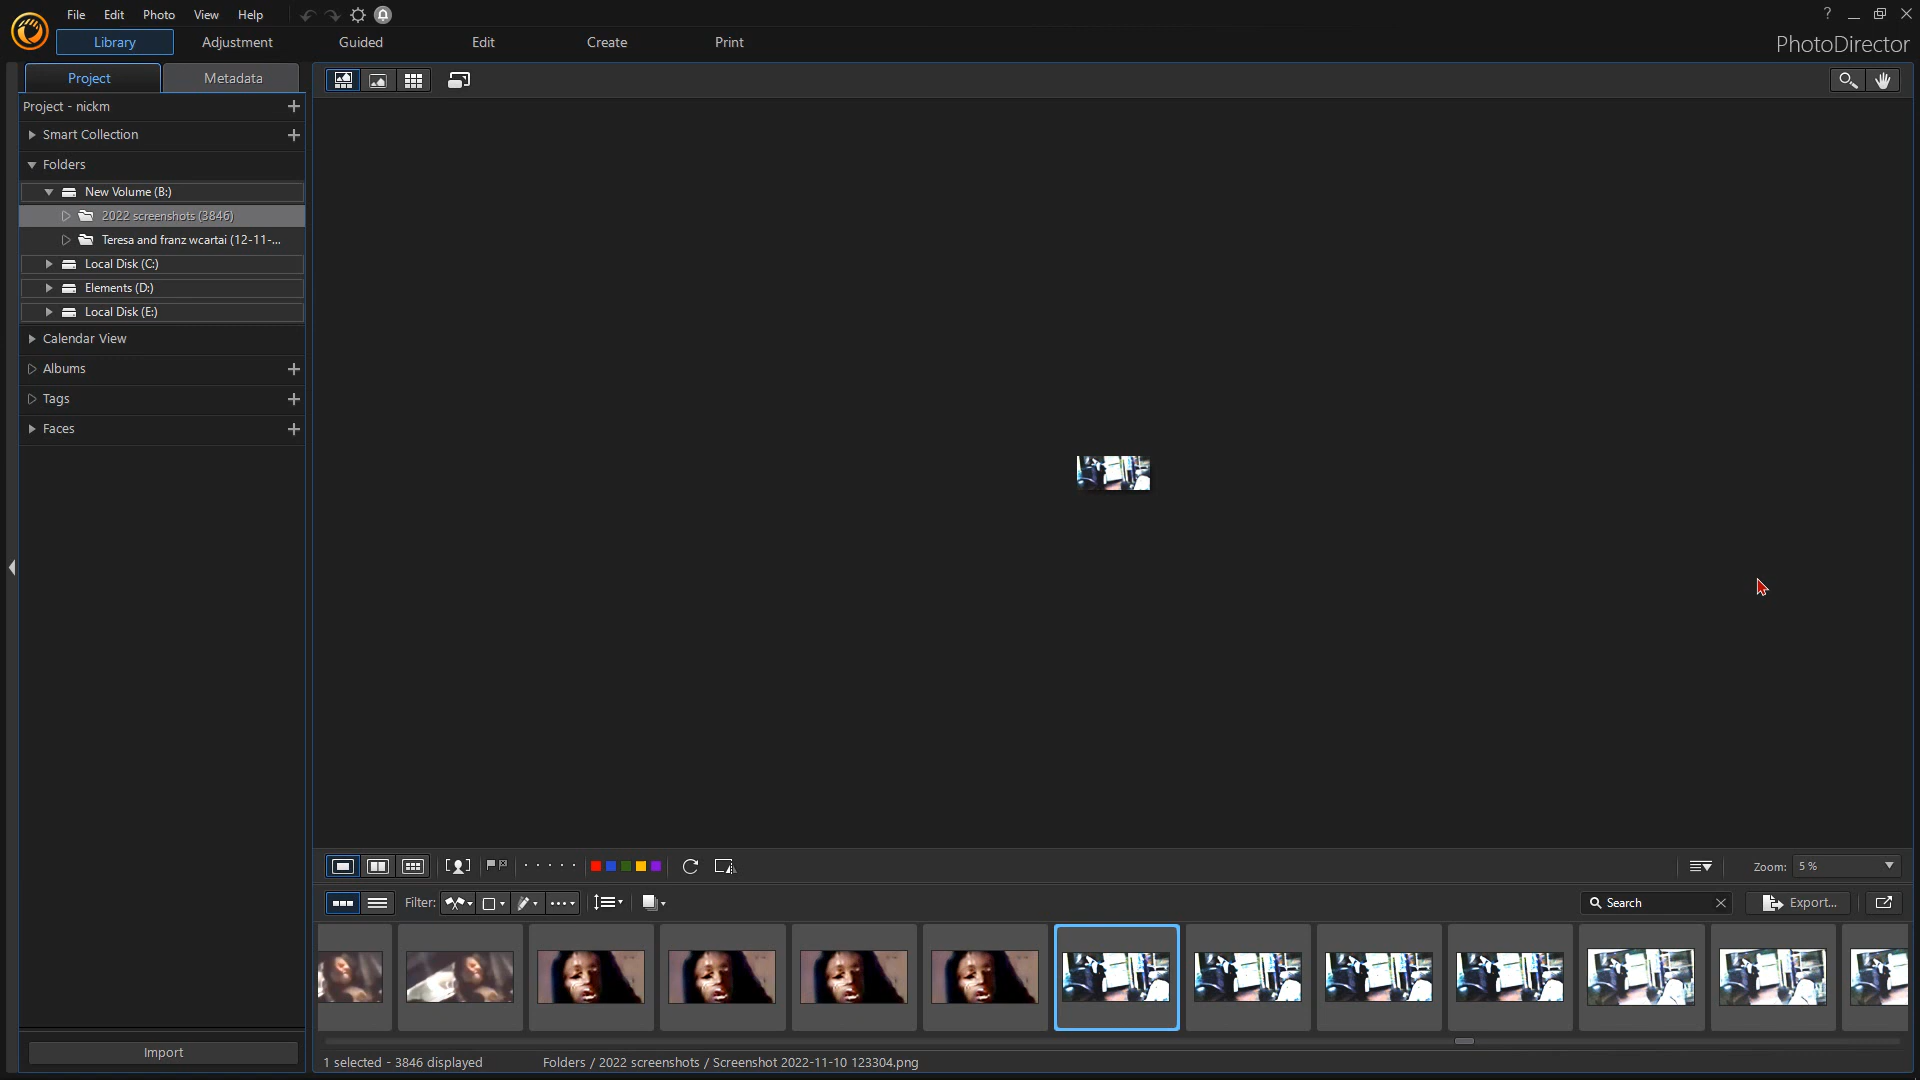 File Edit Photo View Help
Library Adjustment Guided Edit Create Print
PhotoDirector
Project Metadata
Project - nickm
Smart Collection
Folders
New Volume (B:)
2022 screenshots (3846)
Teresa and franz wcartai (12-11-...
Local Disk (C:)
Elements (D:)
Local Disk (E:)
Calendar View
Albums
Tags
Faces
Zoom: 5 %
Filter:
Search
Export...
Import
1 selected - 3846 displayed
Folders / 2022 screenshots / Screenshot 2022-11-10 123304.png